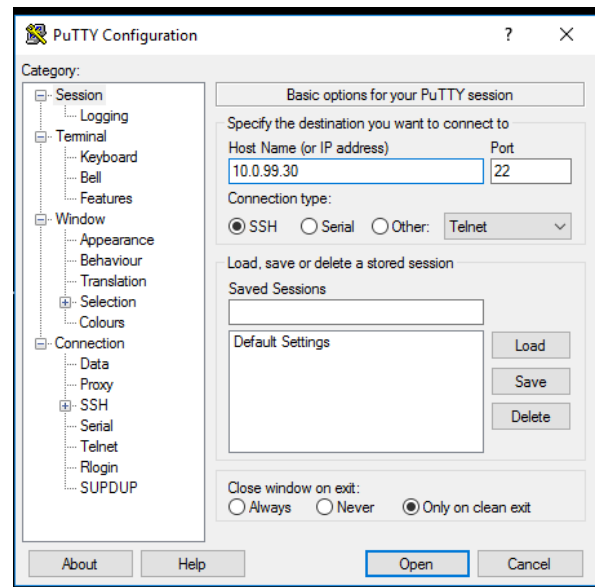 PuTTY Configuration ?
Category:
Session
Logging
Terminal
Keyboard
Bell
Features
Window
Appearance
Behaviour
Translation
Selection
Colours
Connection
Data
Proxy
SSH
Serial
Telnet
Rlogin
SUPDUP
Basic options for your PuTTY session
Specify the destination you want to connect to
Host Name (or IP address) Port
10.0.99.30 22
Connection type:
SSH Serial Other: Telnet
Load, save or delete a stored session
Saved Sessions
Default Settings
Load
Save
Delete
Close window on exit:
Always Never Only on clean exit
About Help Open Cancel